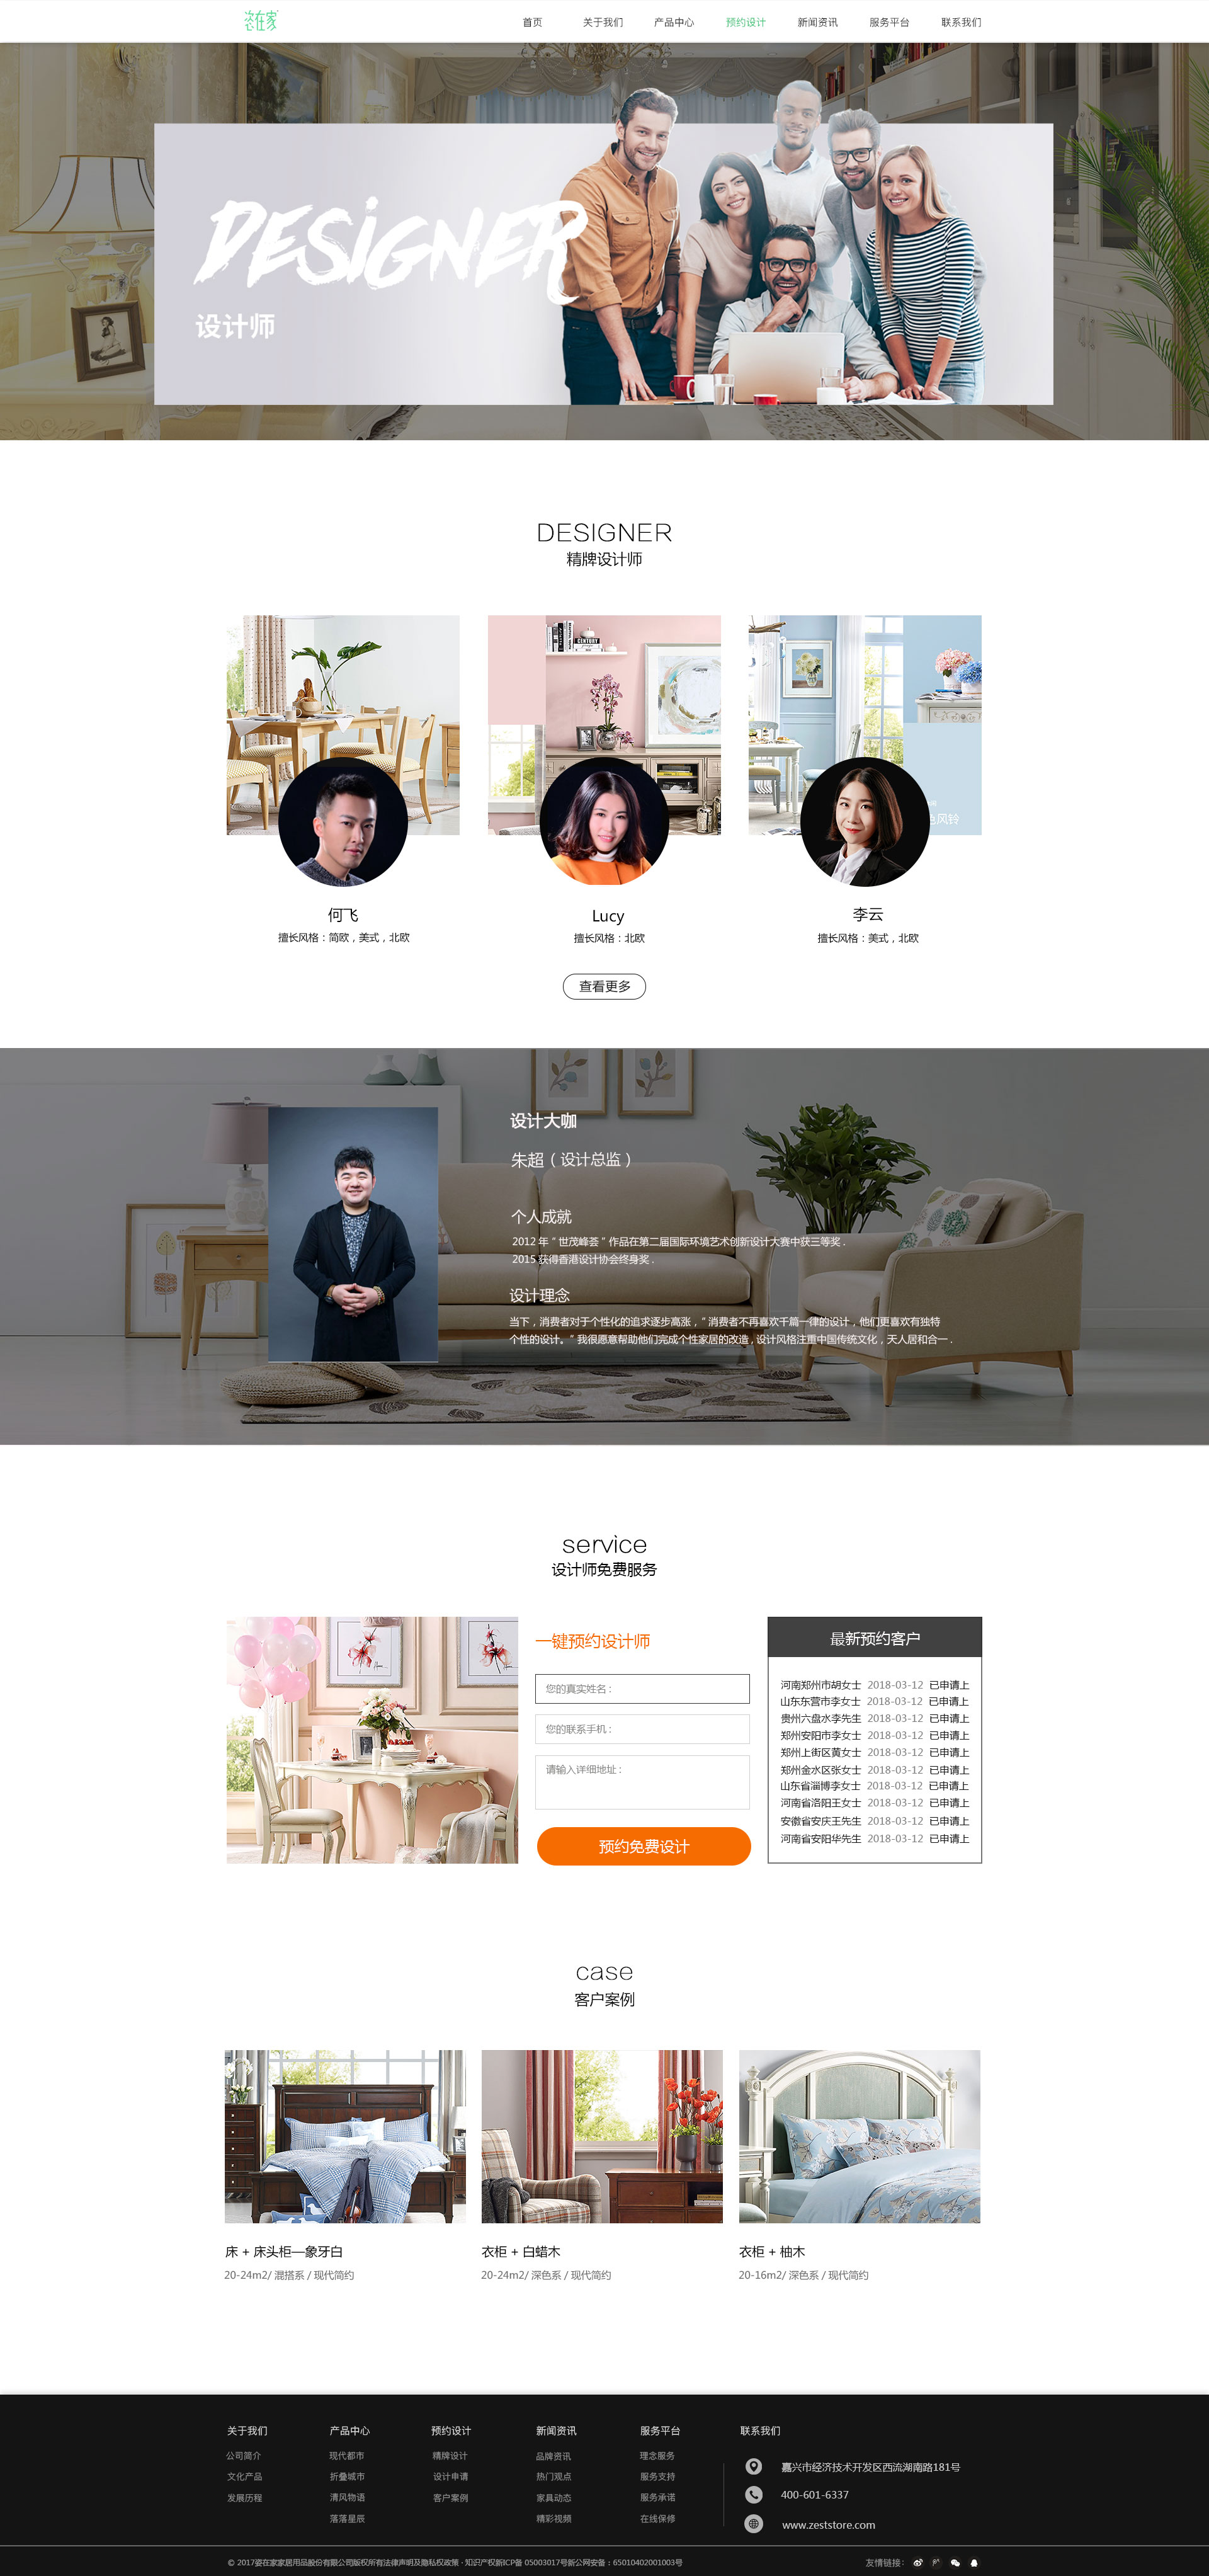 姿在家
首页 关于我们 产品中心 预约设计 新闻资讯 服务平台 联系我们
DESIGNER
设计师
DESIGNER
精牌设计师
CENTURY
色风铃
何飞 Lucy 李云
擅长风格：简欧，美式，北欧 擅长风格：北欧 擅长风格：美式，北欧
查看更多
设计大咖
朱超（设计总监）
个人成就
2012 年“世茂峰荟”作品在第二届国际环境艺术创新设计大赛中获三等奖 .
2015 获得香港设计协会终身奖 .
设计理念
当下，消费者对于个性化的追求逐步高涨，“消费者不再喜欢千篇一律的设计，他们更喜欢有独特
个性的设计。”我很愿意帮助他们完成个性家居的改造 , 设计风格注重中国传统文化，天人居和合一 .
service
设计师免费服务
一键预约设计师
您的真实姓名：
您的联系手机：
请输入详细地址：
预约免费设计
最新预约客户
河南郑州市胡女士 2018-03-12 已申请上
山东东营市李女士 2018-03-12 已申请上
贵州六盘水李先生 2018-03-12 已申请上
郑州安阳市李女士 2018-03-12 已申请上
郑州上街区黄女士 2018-03-12 已申请上
郑州金水区张女士 2018-03-12 已申请上
山东省淄博李女士 2018-03-12 已申请上
河南省洛阳王女士 2018-03-12 已申请上
安徽省安庆王先生 2018-03-12 已申请上
河南省安阳华先生 2018-03-12 已申请上
case
客户案例
床 + 床头柜—象牙白 衣柜 + 白蜡木 衣柜 + 柚木
20-24m2/ 混搭系 / 现代简约 20-24m2/ 深色系 / 现代简约 20-16m2/ 深色系 / 现代简约
关于我们 产品中心 预约设计 新闻资讯 服务平台 联系我们
公司简介 现代都市 精牌设计 品牌资讯 理念服务
文化产品 折叠城市 设计申请 热门观点 服务支持
发展历程 清风物语 客户案例 家具动态 服务承诺
落落星辰 精彩视频 在线保修
嘉兴市经济技术开发区西流湖南路181号
400-601-6337
www.zeststore.com
© 2017姿在家家居用品股份有限公司版权所有法律声明及隐私权政策 · 知识产权新ICP备 05003017号新公网安备：65010402001003号
友情链接：